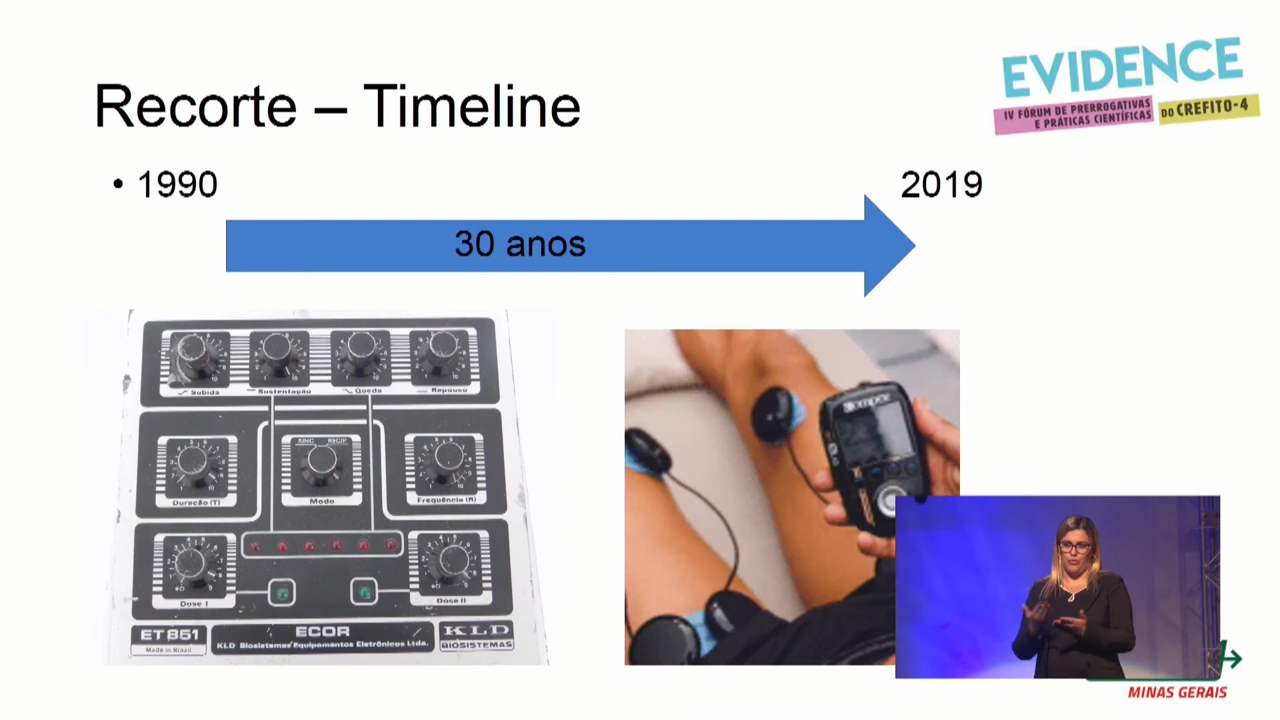 Recorte – Timeline
EVIDENCE
IV FÓRUM DE PRERROGATIVAS
E PRÁTICAS CIENTÍFICAS
DO CREFITO-4
• 1990
2019
30 anos
Subida
Sustentação
Queda
Repouso
SINC RECIP
Duração (T)
Modo
Frequência (R)
Dose I
Dose II
ET 851
Made in Brazil
ECOR
KLD Biosistemas Equipamentos Eletrônicos Ltda.
KLD
BIOSISTEMAS
Compex
MINAS GERAIS